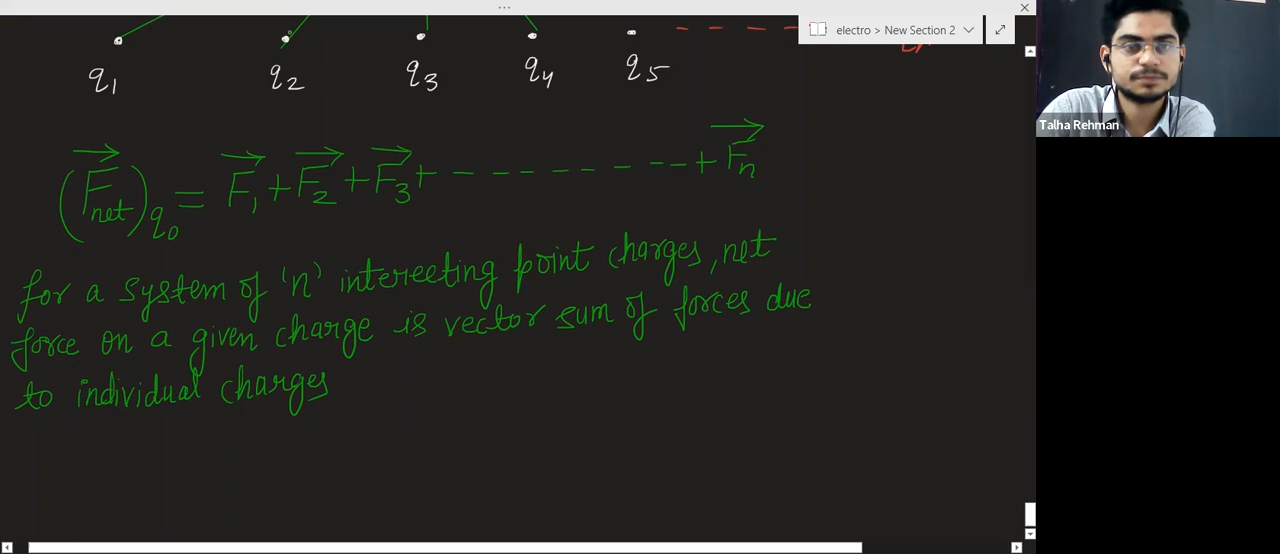 electro > New Section 2
q1 q2 q3 q4 q5
Talha Rehman
(F⃗net)q0 = F⃗1 + F⃗2 + F⃗3 + - - - - - - - - - + F⃗n
for a system of 'n' intereeting point charges, net
force on a given charge is vector sum of forces due
to individual charges